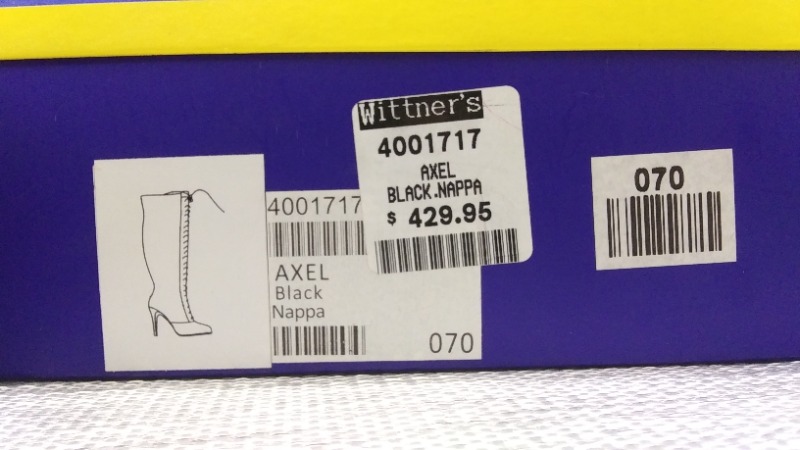 Wittner's
4001717
AXEL
BLACK.NAPPA
$ 429.95
4001717
AXEL
Black
Nappa
070
070